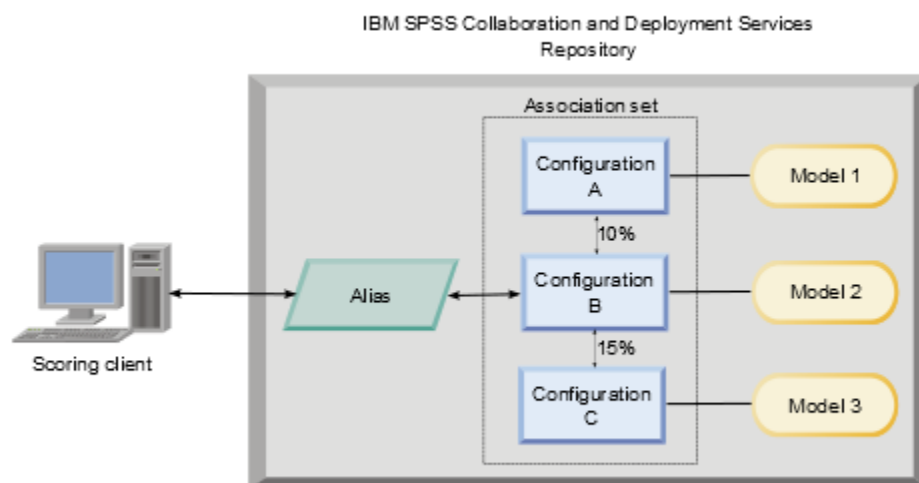 IBM SPSS Collaboration and Deployment Services
Repository
Association set
Configuration
A
Model 1
10%
Scoring client
Alias
Configuration
B
Model 2
15%
Configuration
C
Model 3